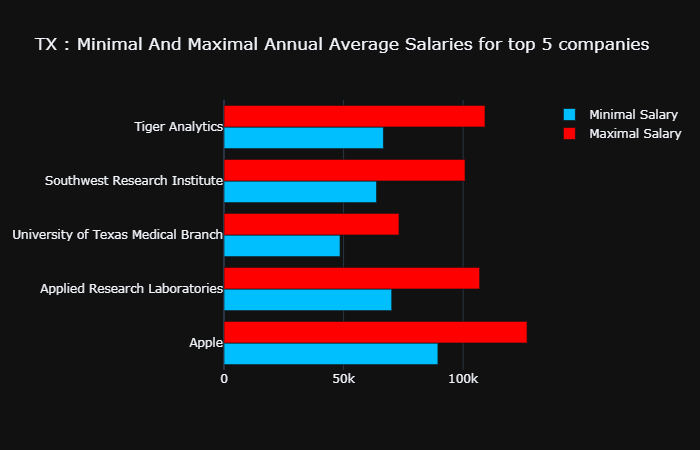 TX : Minimal And Maximal Annual Average Salaries for top 5 companies
Minimal Salary
Maximal Salary
Tiger Analytics
Southwest Research Institute
University of Texas Medical Branch
Applied Research Laboratories
Apple
0 50k 100k